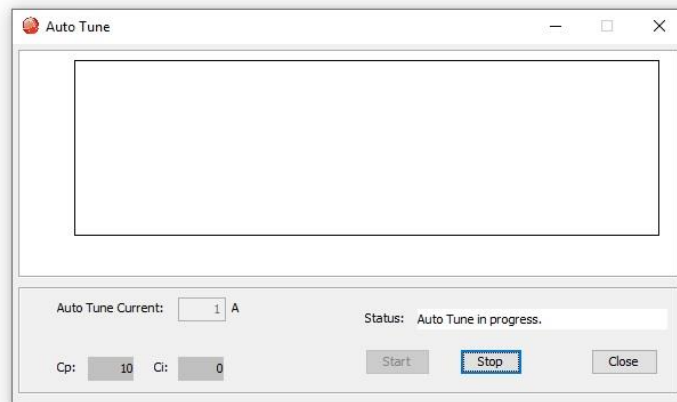 Auto Tune
Auto Tune Current: 1 A
Status: Auto Tune in progress.
Cp: 10 Ci: 0
Start Stop Close